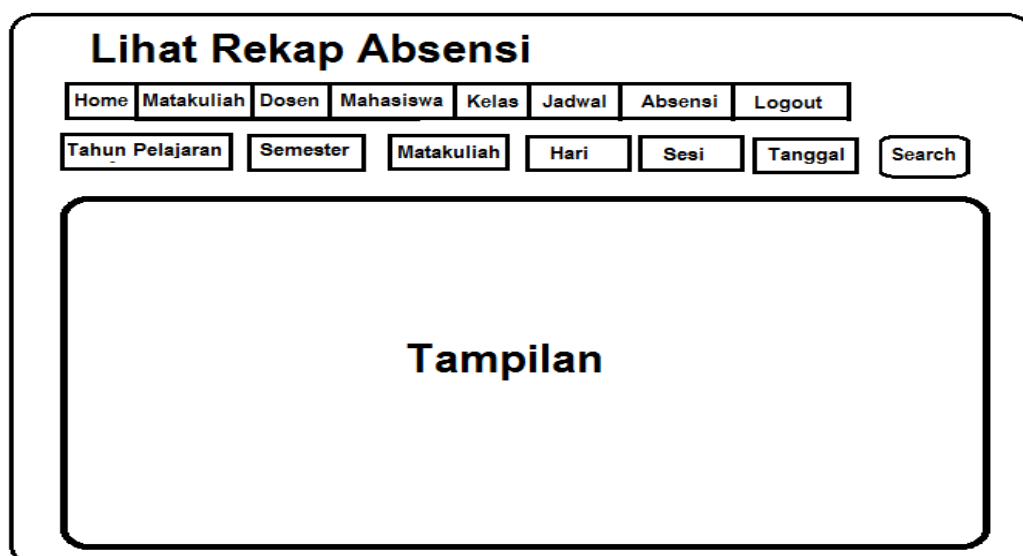 Lihat Rekap Absensi
Home Matakuliah Dosen Mahasiswa Kelas Jadwal Absensi Logout
Tahun Pelajaran Semester Matakuliah Hari Sesi Tanggal Search
Tampilan